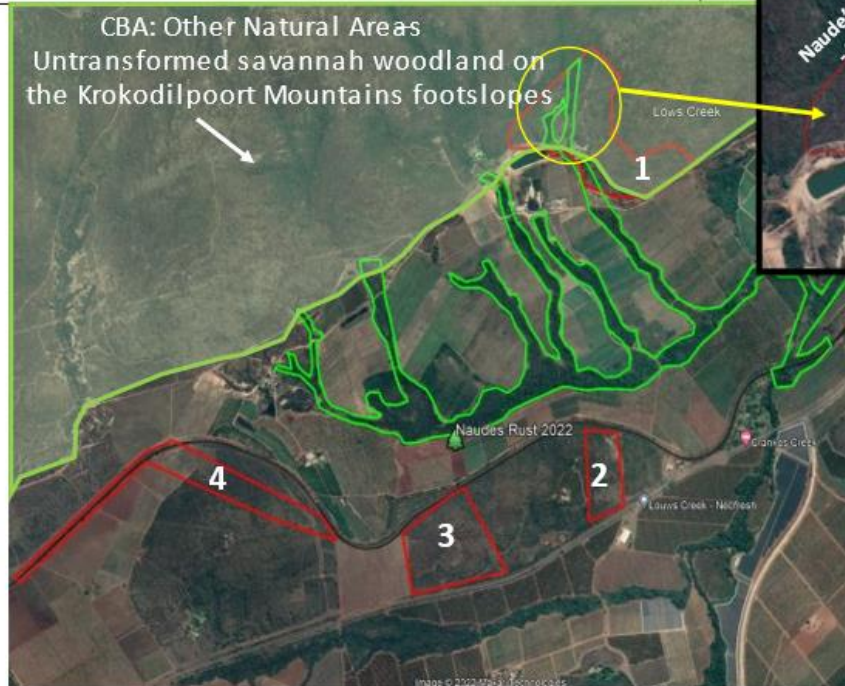 CBA: Other Natural Areas
Untransformed savannah woodland on
the Krokodilpoort Mountains footslopes
Lows Creek
1
Naudes Rust 2022
2
4
3
Louws Creek - Neofresh